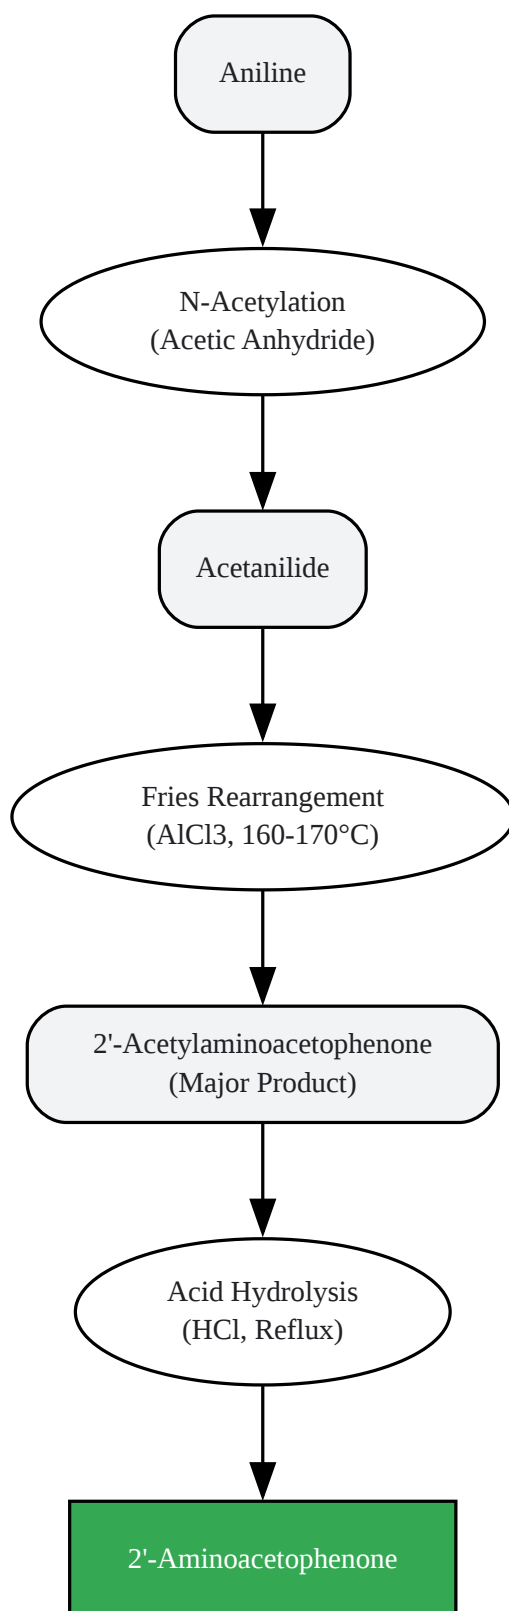 Aniline
N-Acetylation
(Acetic Anhydride)
Acetanilide
Fries Rearrangement
(AlCl3, 160-170°C)
2'-Acetylaminoacetophenone
(Major Product)
Acid Hydrolysis
(HCl, Reflux)
2'-Aminoacetophenone